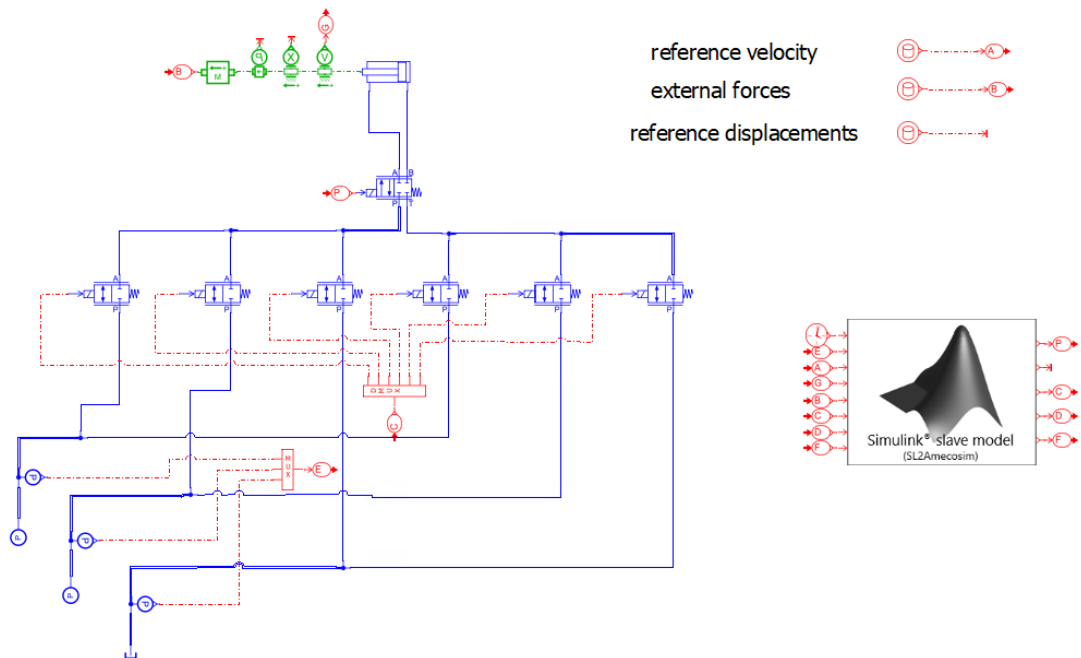 G
q X V
B M
reference velocity A
external forces B
reference displacements
A B
P
P T
A A A A A A
P P P P P P
D
M
U
X
C
E
A
G
B
C
D
F
Simulink® slave model
(SL2Amecosim)
P
C
D
F
M
U
X
E
P
P
P
P
P